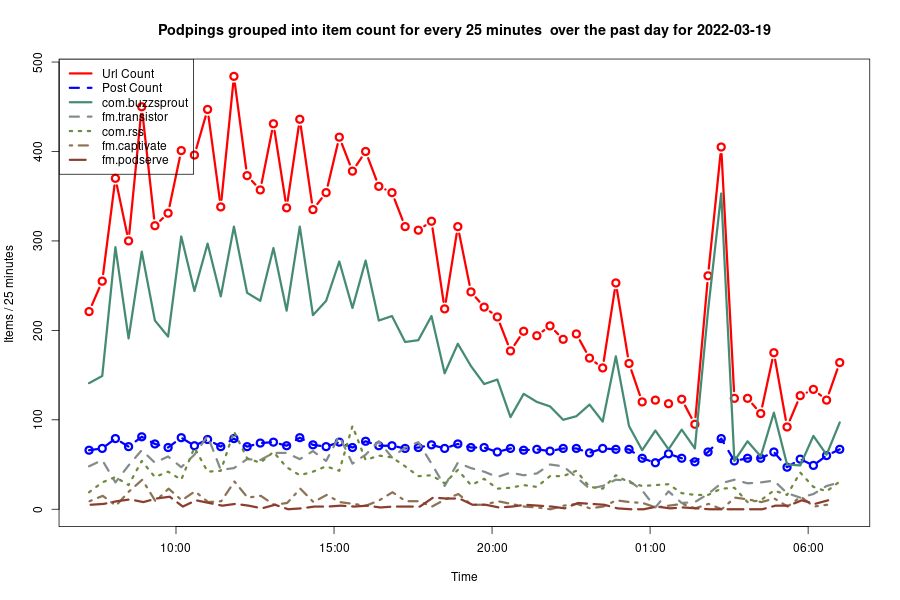 Podpings grouped into item count for every 25 minutes  over the past day for 2022-03-19
Items / 25 minutes
500
400
300
200
100
0
Url Count
Post Count
com.buzzsprout
fm.transistor
com.rss
fm.captivate
fm.podserve
10:00 15:00 20:00 01:00 06:00
Time